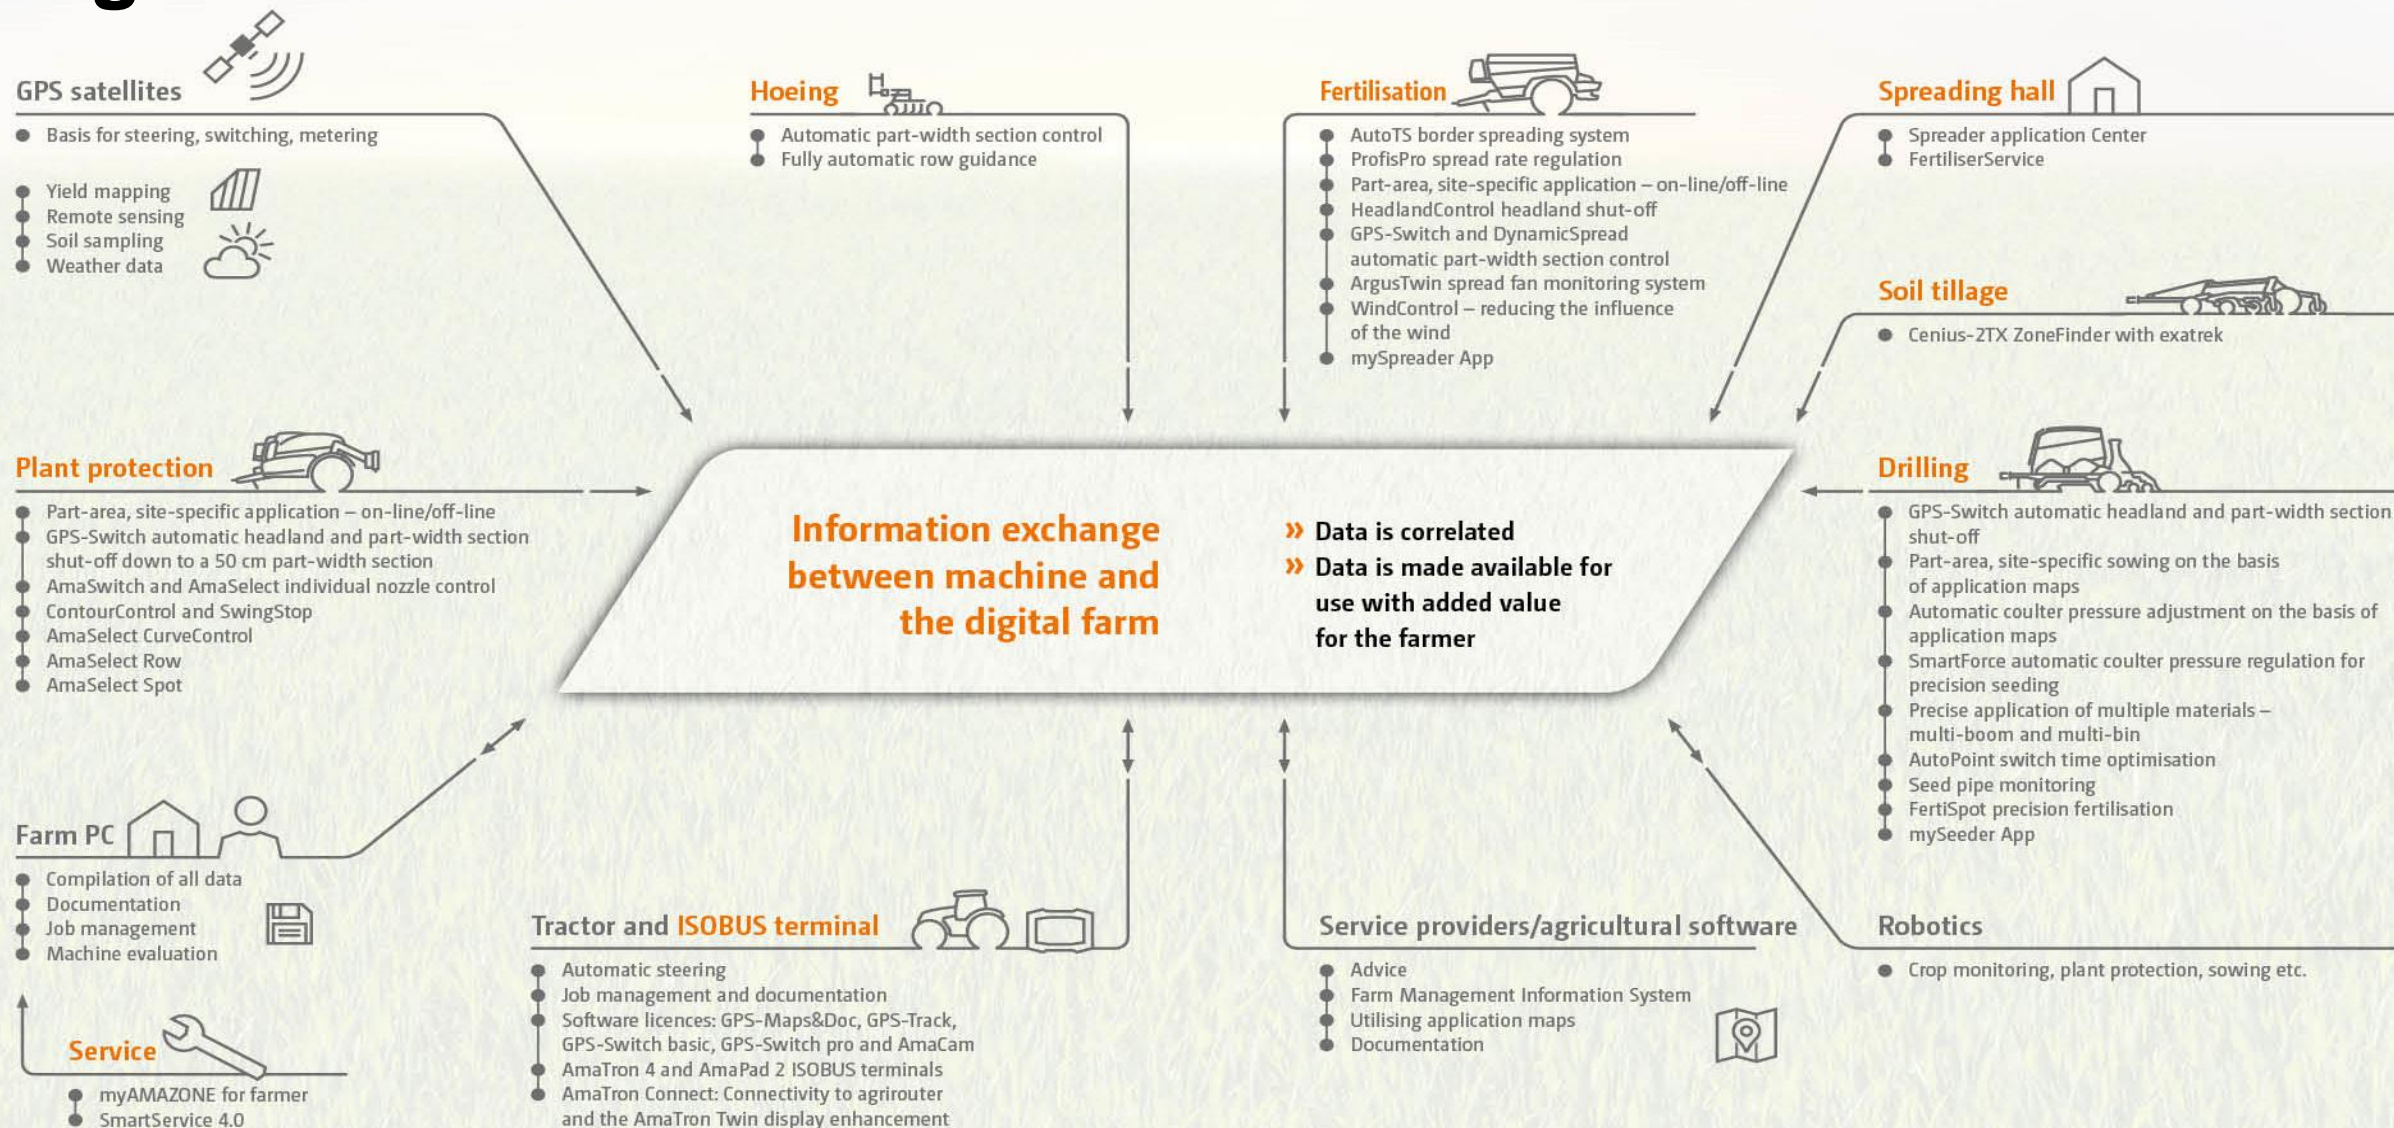 GPS satellites
Basis for steering, switching, metering
Yield mapping
Remote sensing
Soil sampling
Weather data
Hoeing
Automatic part-width section control
Fully automatic row guidance
Fertilisation
AutoTS border spreading system
ProfisPro spread rate regulation
Part-area, site-specific application – on-line/off-line
HeadlandControl headland shut-off
GPS-Switch and DynamicSpread
automatic part-width section control
ArgusTwin spread fan monitoring system
WindControl – reducing the influence
of the wind
mySpreader App
Spreading hall
Spreader application Center
FertiliserService
Soil tillage
Cenius-2TX ZoneFinder with exatrek
Plant protection
Part-area, site-specific application – on-line/off-line
GPS-Switch automatic headland and part-width section
shut-off down to a 50 cm part-width section
AmaSwitch and AmaSelect individual nozzle control
ContourControl and SwingStop
AmaSelect CurveControl
AmaSelect Row
AmaSelect Spot
Information exchange
between machine and
the digital farm
» Data is correlated
» Data is made available for
use with added value
for the farmer
Drilling
GPS-Switch automatic headland and part-width section
shut-off
Part-area, site-specific sowing on the basis
of application maps
Automatic coulter pressure adjustment on the basis of
application maps
SmartForce automatic coulter pressure regulation for
precision seeding
Precise application of multiple materials –
multi-boom and multi-bin
AutoPoint switch time optimisation
Seed pipe monitoring
FertiSpot precision fertilisation
mySeeder App
Farm PC
Compilation of all data
Documentation
Job management
Machine evaluation
Service
myAMAZONE for farmer
SmartService 4.0
Tractor and ISOBUS terminal
Automatic steering
Job management and documentation
Software licences: GPS-Maps&Doc, GPS-Track,
GPS-Switch basic, GPS-Switch pro and AmaCam
AmaTron 4 and AmaPad 2 ISOBUS terminals
AmaTron Connect: Connectivity to agrirouter
and the AmaTron Twin display enhancement
Service providers/agricultural software
Advice
Farm Management Information System
Utilising application maps
Documentation
Robotics
Crop monitoring, plant protection, sowing etc.